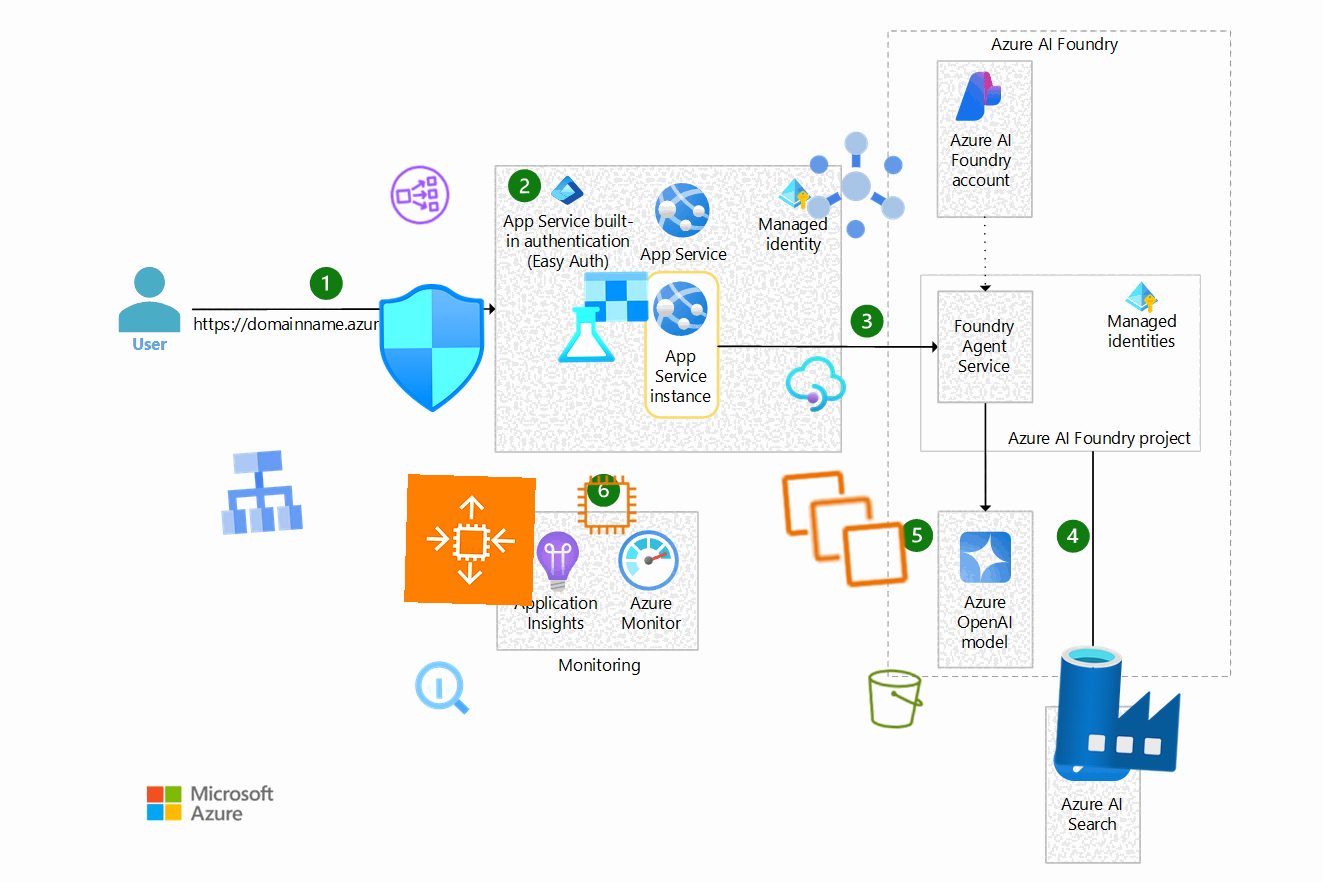 Azure AI Foundry
Azure AI
Foundry
account
2
App Service built-
in authentication
(Easy Auth)
App Service
Managed
identity
1
https://domainname.azur
User
App
Service
instance
3
Foundry
Agent
Service
Managed
identities
Azure AI Foundry project
6
Application
Insights
Azure
Monitor
Monitoring
5
4
Azure
OpenAI
model
Azure AI
Search
Microsoft
Azure